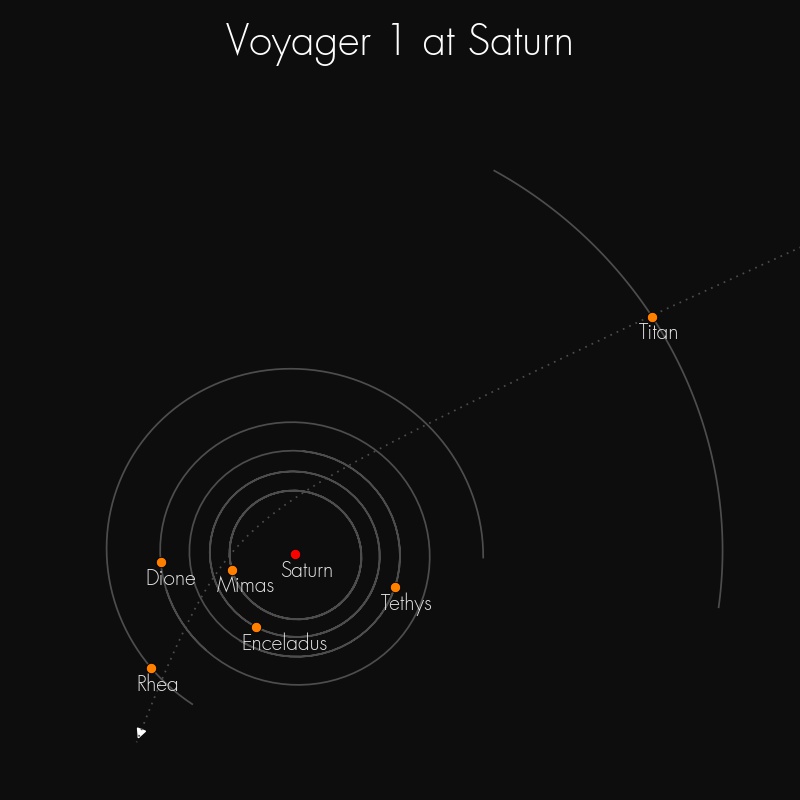 Voyager 1 at Saturn
Titan
Saturn
Dione
Mimas
Tethys
Enceladus
Rhea